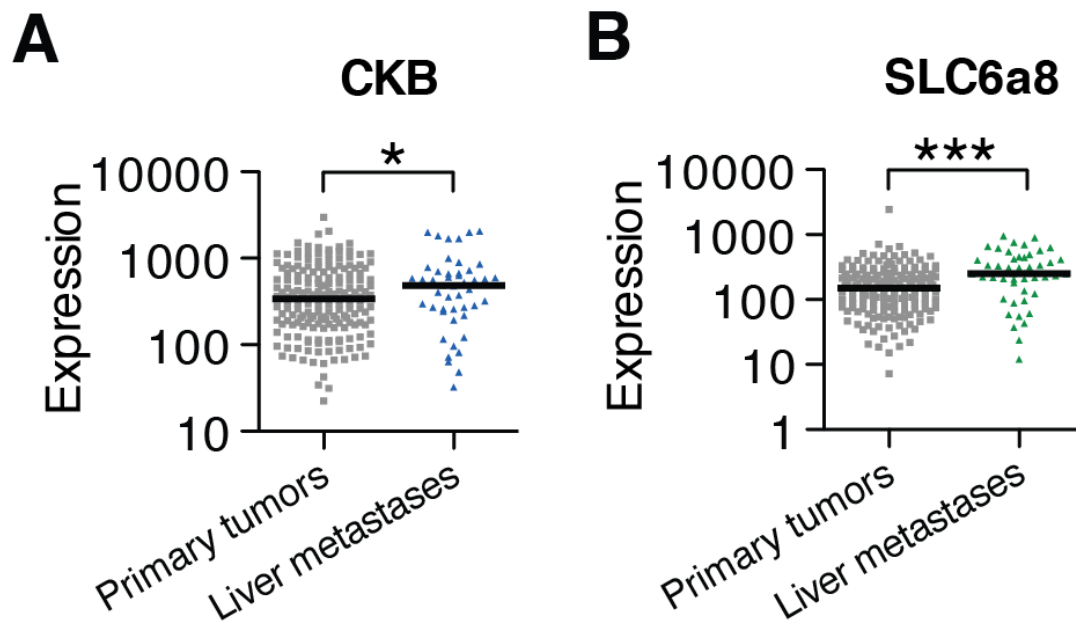 A
CKB
*
Expression
10000
1000
100
10
Primary tumors
Liver metastases
B
SLC6a8
***
Expression
10000
1000
100
10
1
Primary tumors
Liver metastases